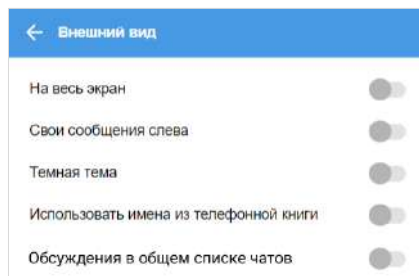 Внешний вид
На весь экран
Свои сообщения слева
Темная тема
Использовать имена из телефонной книги
Обсуждения в общем списке чатов